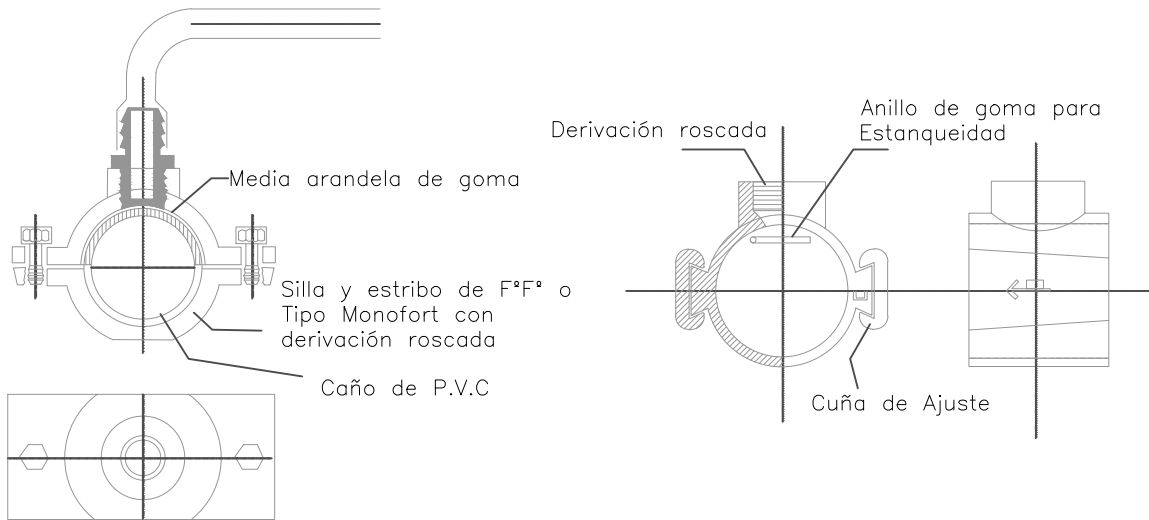 Media arandela de goma
Silla y estribo de FºFº o
Tipo Monofort con
derivación roscada
Caño de P.V.C
Derivación roscada
Anillo de goma para
Estanqueidad
Cuña de Ajuste